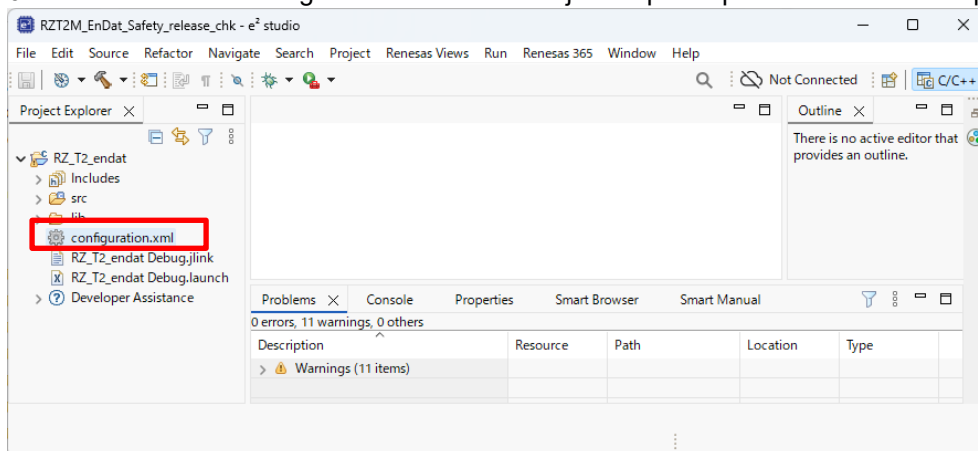 RZT2M_EnDat_Safety_release_chk - e² studio
File Edit Source Refactor Navigate Search Project Renesas Views Run Renesas 365 Window Help
Not Connected C/C++
Project Explorer
Outline
There is no active editor that
provides an outline.
RZ_T2_endat
Includes
src
lib
configuration.xml
RZ_T2_endat Debug.jlink
RZ_T2_endat Debug.launch
Developer Assistance
Problems Console Properties Smart Browser Smart Manual
0 errors, 11 warnings, 0 others
Description Resource Path Location Type
Warnings (11 items)